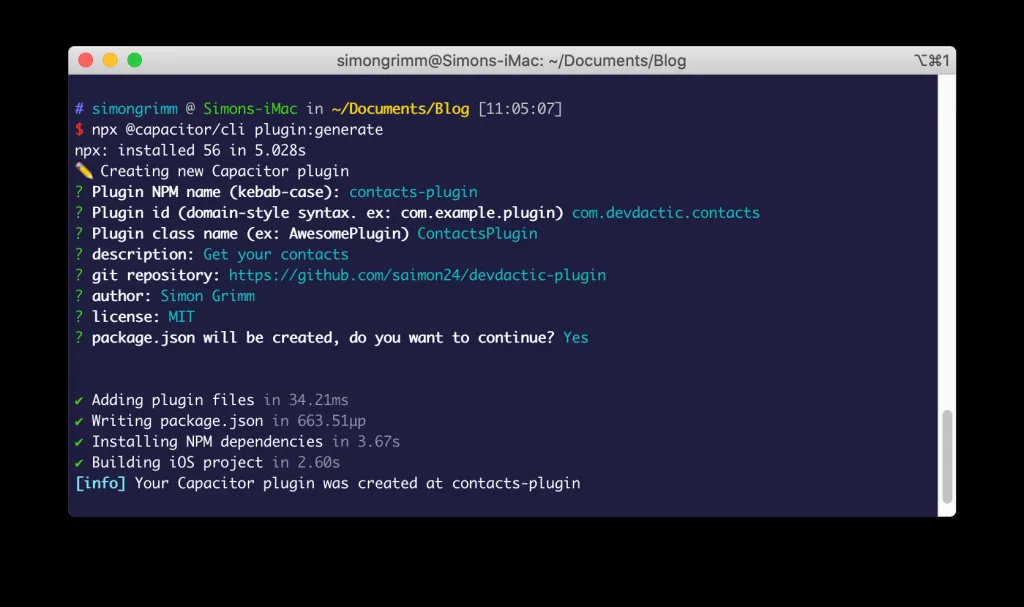 simongrimm@Simons-iMac: ~/Documents/Blog ⌥⌘1
# simongrimm @ Simons-iMac in ~/Documents/Blog [11:05:07]
$ npx @capacitor/cli plugin:generate
npx: installed 56 in 5.028s
✏️ Creating new Capacitor plugin
? Plugin NPM name (kebab-case): contacts-plugin
? Plugin id (domain-style syntax. ex: com.example.plugin) com.devdactic.contacts
? Plugin class name (ex: AwesomePlugin) ContactsPlugin
? description: Get your contacts
? git repository: https://github.com/saimon24/devdactic-plugin
? author: Simon Grimm
? license: MIT
? package.json will be created, do you want to continue? Yes
✔ Adding plugin files in 34.21ms
✔ Writing package.json in 663.51μp
✔ Installing NPM dependencies in 3.67s
✔ Building iOS project in 2.60s
[info] Your Capacitor plugin was created at contacts-plugin